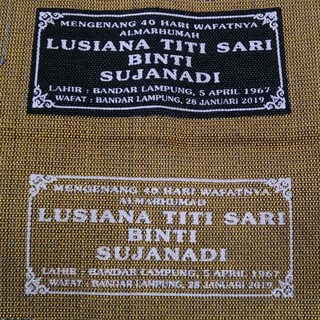 MENGENANG 40 HARI WAFATNYA
ALMARHUMAH
LUSIANA TITI SARI
BINTI
SUJANADI
LAHIR : BANDAR LAMPUNG, 5 APRIL 1967
WAFAT : BANDAR LAMPUNG, 28 JANUARI 2019
MENGENANG 40 HARI WAFATNYA
ALMARHUMAH
LUSIANA TITI SARI
BINTI
SUJANADI
LAHIR : BANDAR LAMPUNG, 5 APRIL 1967
WAFAT : BANDAR LAMPUNG, 28 JANUARI 2019